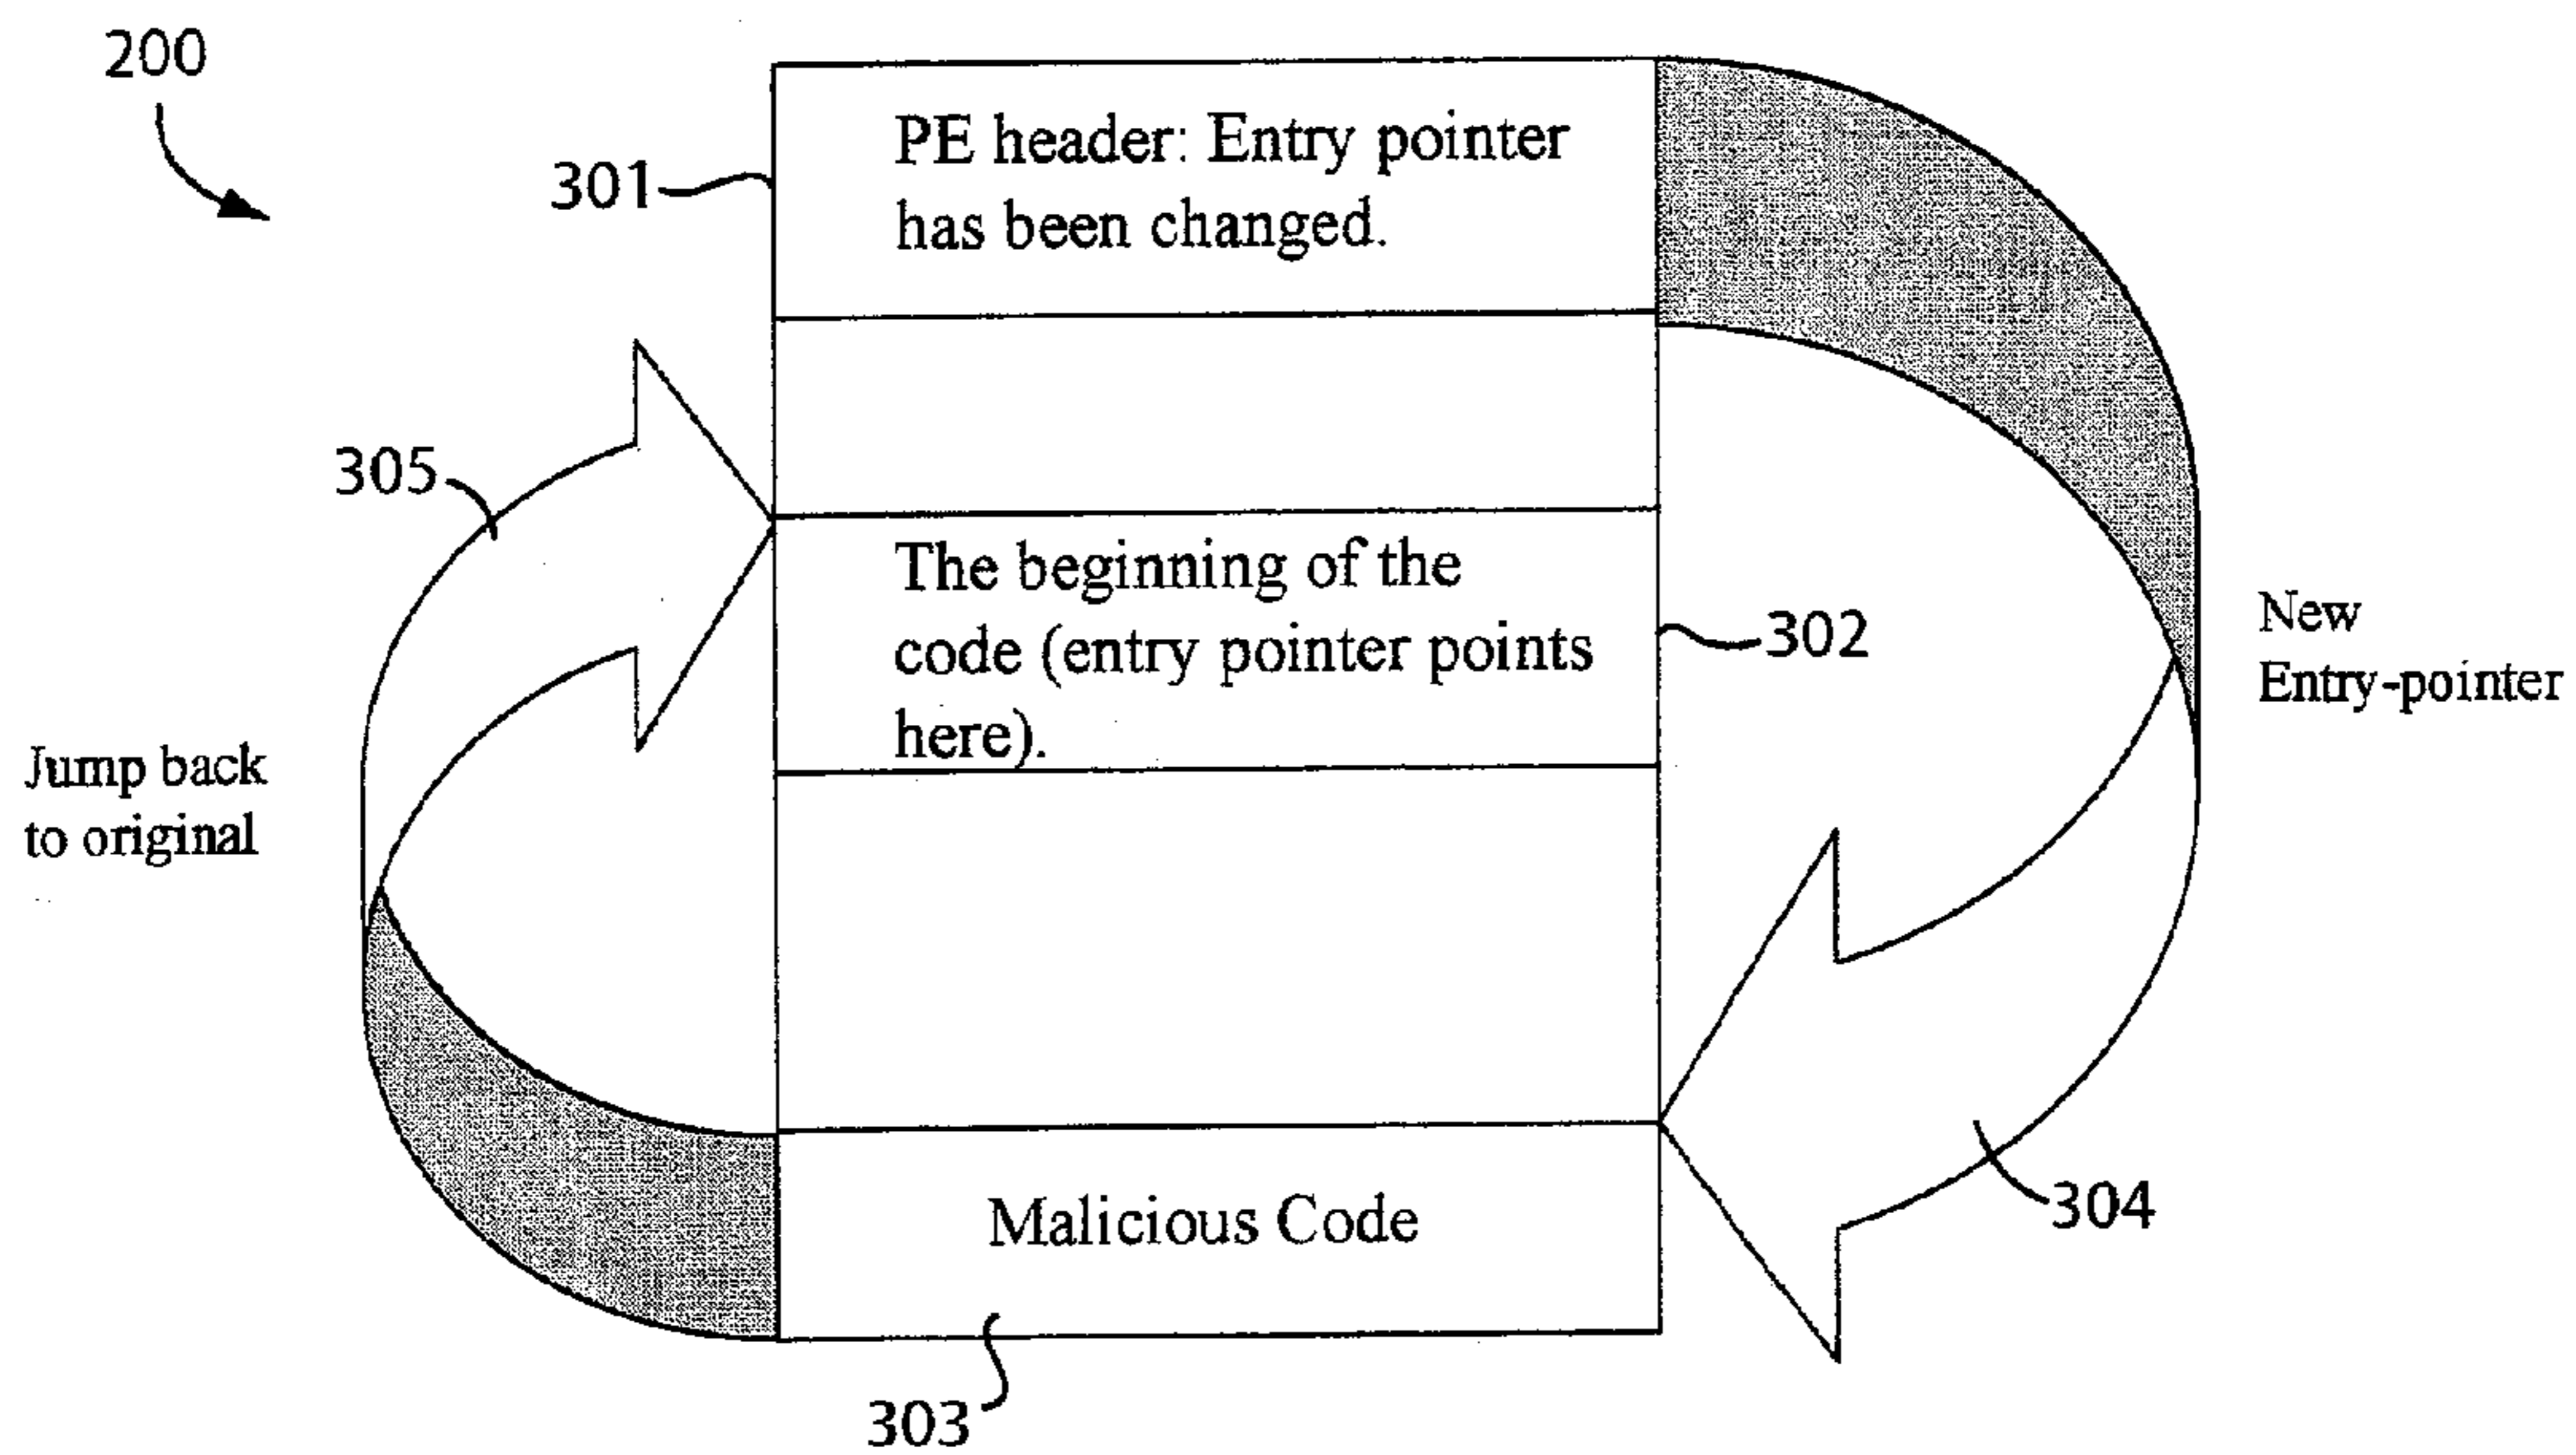 200
PE header: Entry pointer
has been changed.
301
305
The beginning of the
code (entry pointer points
here).
302
New
Entry-pointer
Jump back
to original
Malicious Code
304
303